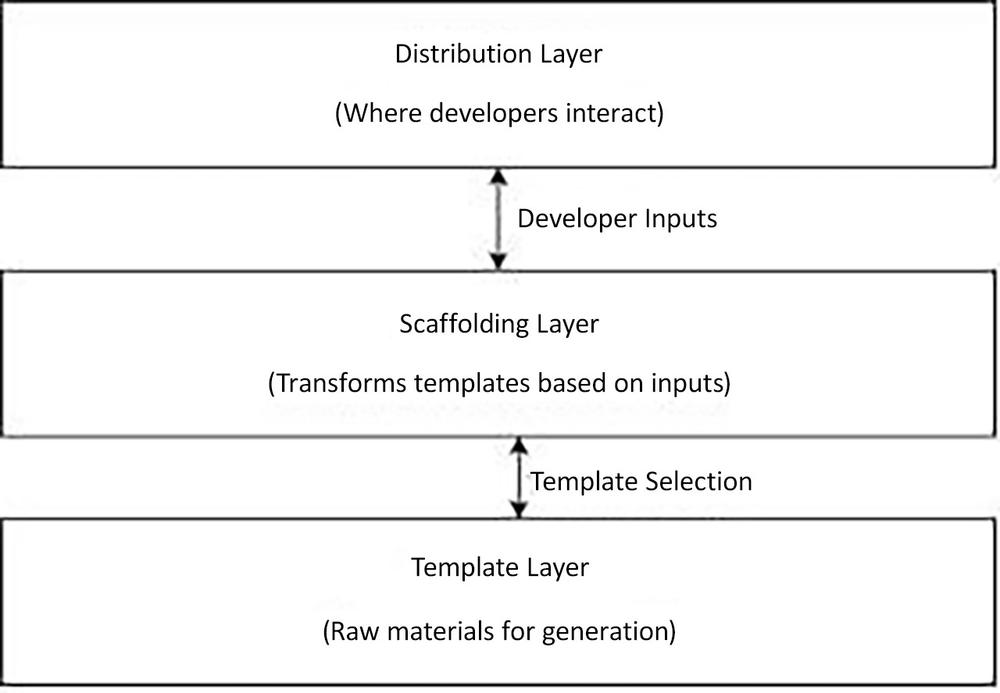 Distribution Layer
(Where developers interact)
Developer Inputs
Scaffolding Layer
(Transforms templates based on inputs)
Template Selection
Template Layer
(Raw materials for generation)